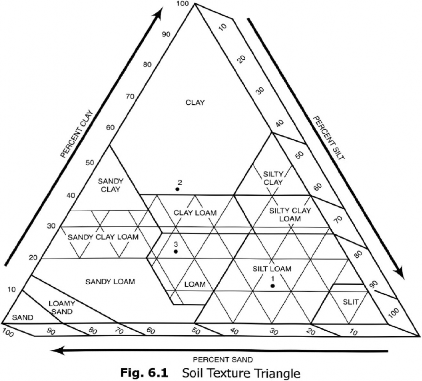 100
90
80
70
60
50
40
30
20
10
PERCENT CLAY
10
20
30
40
50
60
70
80
90
100
PERCENT SILT
CLAY
SILTY
CLAY
SANDY
CLAY
2
CLAY LOAM
SILTY CLAY
LOAM
SANDY CLAY LOAM
3
SILT LOAM
1
SANDY LOAM
LOAM
SLIT
LOAMY
SAND
SAND
100
90
80
70
60
50
40
30
20
10
PERCENT SAND
Fig. 6.1 Soil Texture Triangle